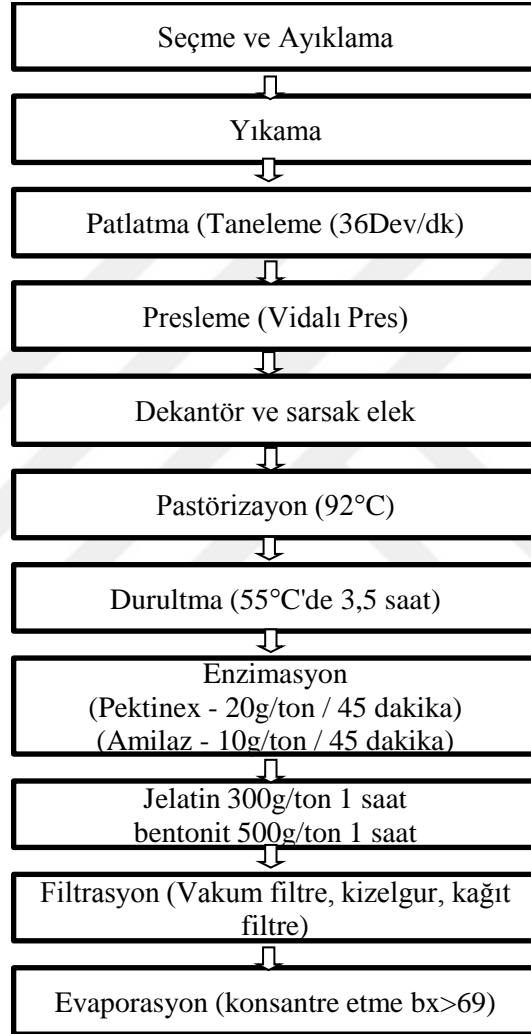 Seçme ve Ayıklama
Yıkama
Patlatma (Taneleme (36Dev/dk)
Presleme (Vidalı Pres)
Dekantör ve sarsak elek
Pastörizayon (92°C)
Durultma (55°C'de 3,5 saat)
Enzimasyon
(Pektinex - 20g/ton / 45 dakika)
(Amilaz - 10g/ton / 45 dakika)
Jelatin 300g/ton 1 saat
bentonit 500g/ton 1 saat
Filtrasyon (Vakum filtre, kizelgur, kağıt
filtre)
Evaporasyon (konsantre etme bx>69)